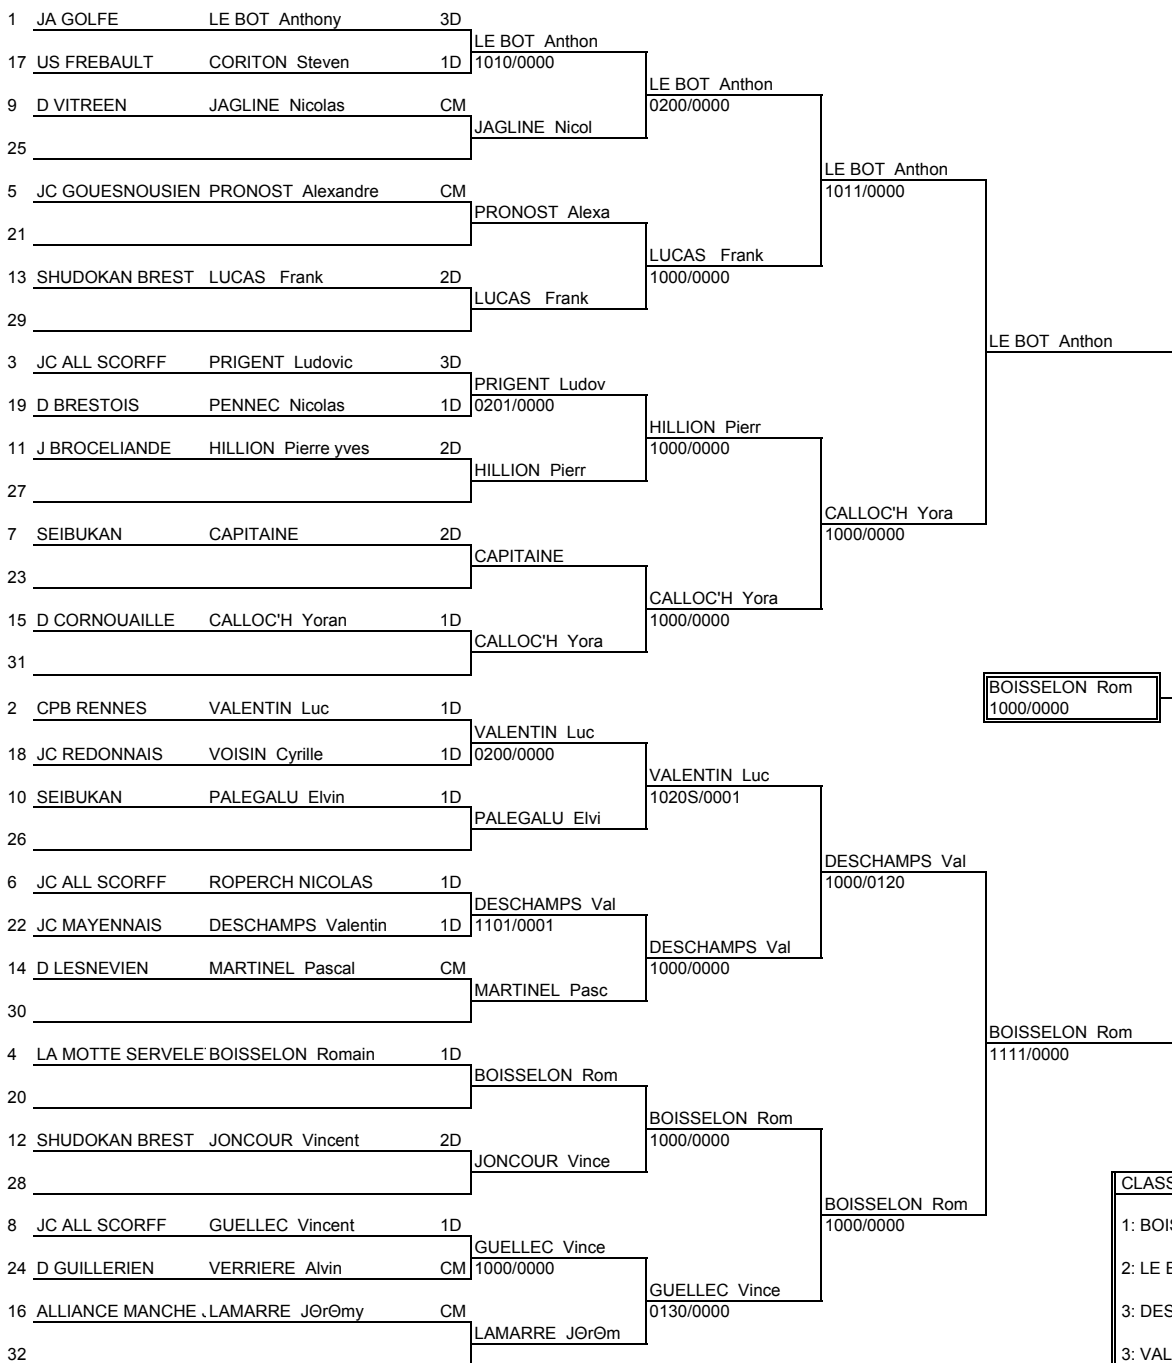 1 JA GOLFE LE BOT Anthony 3D
LE BOT Anthon
17 US FREBAULT CORITON Steven 1D 1010/0000
LE BOT Anthon
9 D VITREEN JAGLINE Nicolas CM 0200/0000
JAGLINE Nicol
25
LE BOT Anthon
5 JC GOUESNOUSIEN PRONOST Alexandre CM 1011/0000
PRONOST Alexa
21
LUCAS Frank
13 SHUDOKAN BREST LUCAS Frank 2D 1000/0000
LUCAS Frank
29
LE BOT Anthon
3 JC ALL SCORFF PRIGENT Ludovic 3D
PRIGENT Ludov
19 D BRESTOIS PENNEC Nicolas 1D 0201/0000
HILLION Pierr
11 J BROCELIANDE HILLION Pierre yves 2D 1000/0000
HILLION Pierr
27
CALLOC'H Yora
7 SEIBUKAN CAPITAINE 2D 1000/0000
CAPITAINE
23
CALLOC'H Yora
15 D CORNOUAILLE CALLOC'H Yoran 1D 1000/0000
CALLOC'H Yora
31
BOISSELON Rom
2 CPB RENNES VALENTIN Luc 1D 1000/0000
VALENTIN Luc
18 JC REDONNAIS VOISIN Cyrille 1D 0200/0000
VALENTIN Luc
10 SEIBUKAN PALEGALU Elvin 1D 1020S/0001
PALEGALU Elvi
26
DESCHAMPS Val
6 JC ALL SCORFF ROPERCH NICOLAS 1D 1000/0120
DESCHAMPS Val
22 JC MAYENNAIS DESCHAMPS Valentin 1D 1101/0001
DESCHAMPS Val
14 D LESNEVIEN MARTINEL Pascal CM 1000/0000
MARTINEL Pasc
30
BOISSELON Rom
4 LA MOTTE SERVELE BOISSELON Romain 1D 1111/0000
BOISSELON Rom
20
BOISSELON Rom
12 SHUDOKAN BREST JONCOUR Vincent 2D 1000/0000
JONCOUR Vince
28 CLASS
BOISSELON Rom
8 JC ALL SCORFF GUELLEC Vincent 1D 1000/0000 1: BOIS
GUELLEC Vince
24 D GUILLERIEN VERRIERE Alvin CM 1000/0000 2: LE B
GUELLEC Vince
16 ALLIANCE MANCHE LAMARRE JΘrΘmy CM 0130/0000 3: DES
LAMARRE JΘrΘm
32 3: VAL